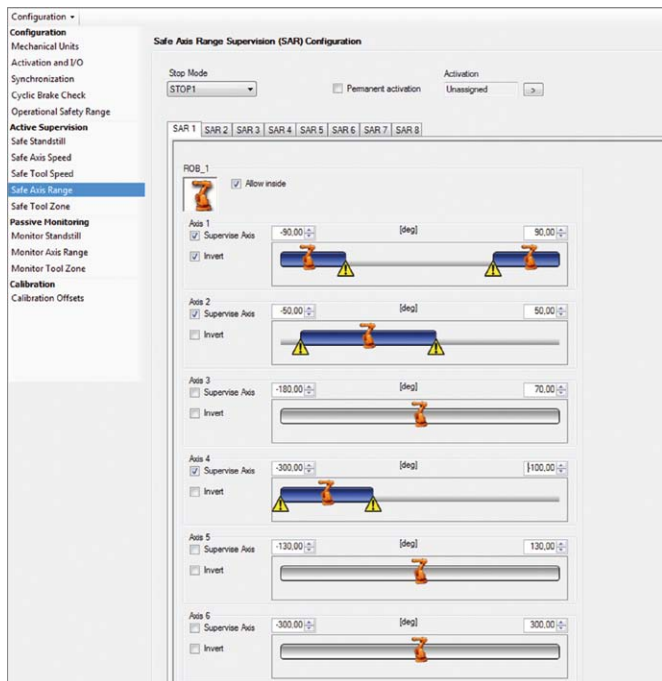 Configuration
Configuration
Mechanical Units
Activation and I/O
Synchronization
Cyclic Brake Check
Operational Safety Range
Active Supervision
Safe Standstill
Safe Axis Speed
Safe Tool Speed
Safe Axis Range
Safe Tool Zone
Passive Monitoring
Monitor Standstill
Monitor Axis Range
Monitor Tool Zone
Calibration
Calibration Offsets
Safe Axis Range Supervision (SAR) Configuration
Stop Mode
STOP1
Permanent activation
Activation
Unassigned >
SAR 1 SAR 2 SAR 3 SAR 4 SAR 5 SAR 6 SAR 7 SAR 8
ROB_1
Allow inside
Axis 1
Supervise Axis -90,00 [deg] 90,00
Invert
Axis 2
Supervise Axis -50,00 [deg] 50,00
Invert
Axis 3
Supervise Axis -180,00 [deg] 70,00
Invert
Axis 4
Supervise Axis -300,00 [deg] -100,00
Invert
Axis 5
Supervise Axis -130,00 [deg] 130,00
Invert
Axis 6
Supervise Axis -300,00 [deg] 300,00
Invert